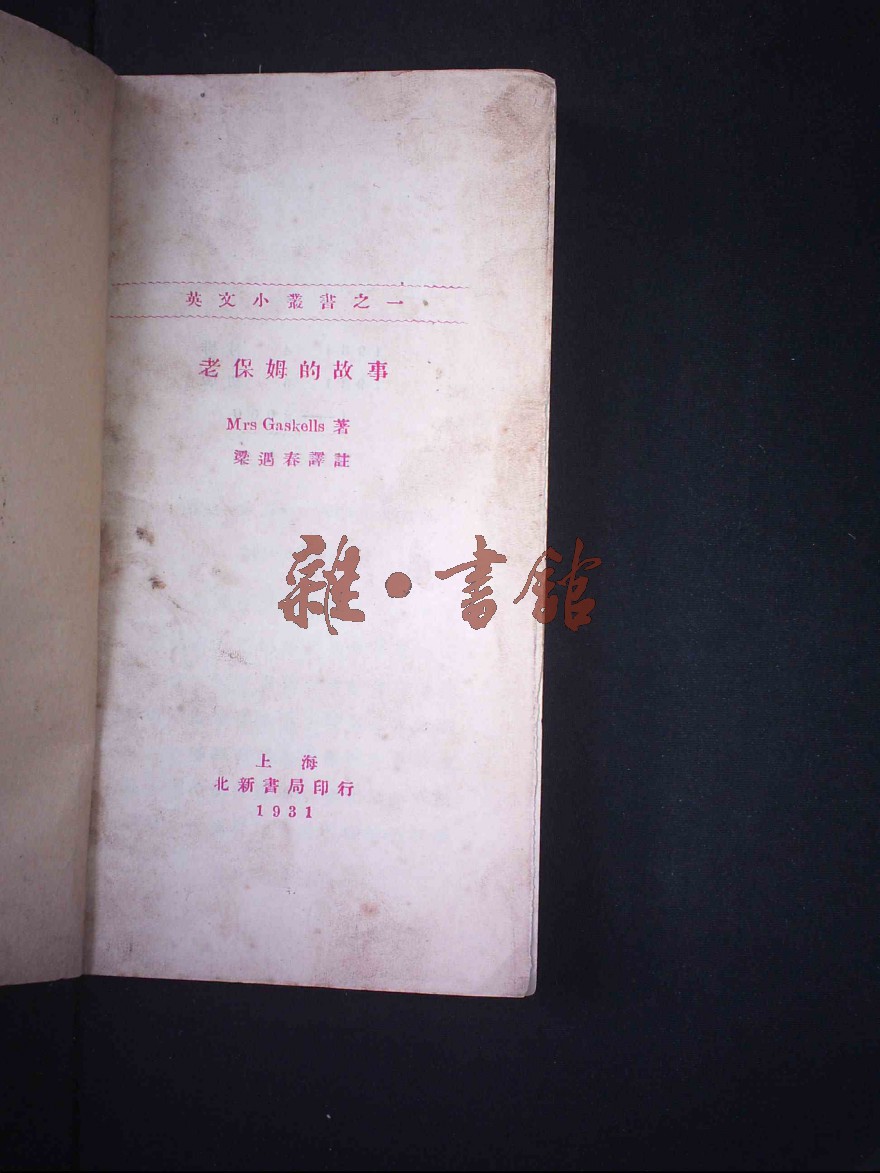 英文小叢書之一
老保姆的故事
Mrs Gaskells 著
梁遇春譯註
雜·書館
上海
北新書局印行
1931